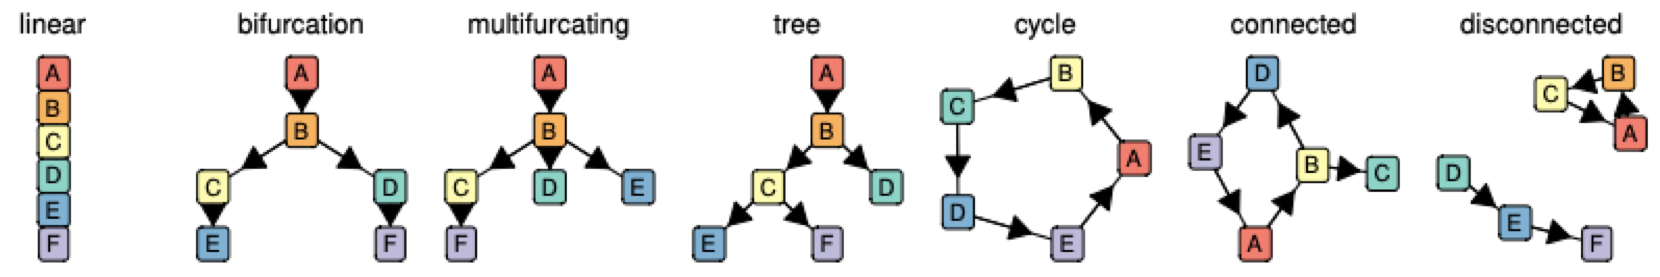 linear bifurcation multifurcating tree cycle connected disconnected
A
B
C
D
E
F
A
B
C D
E F
A
B
C D E
F
A
B
C D
E F
B
C
A
D
E
D
E
B C
A
B
C
A
D
E
F